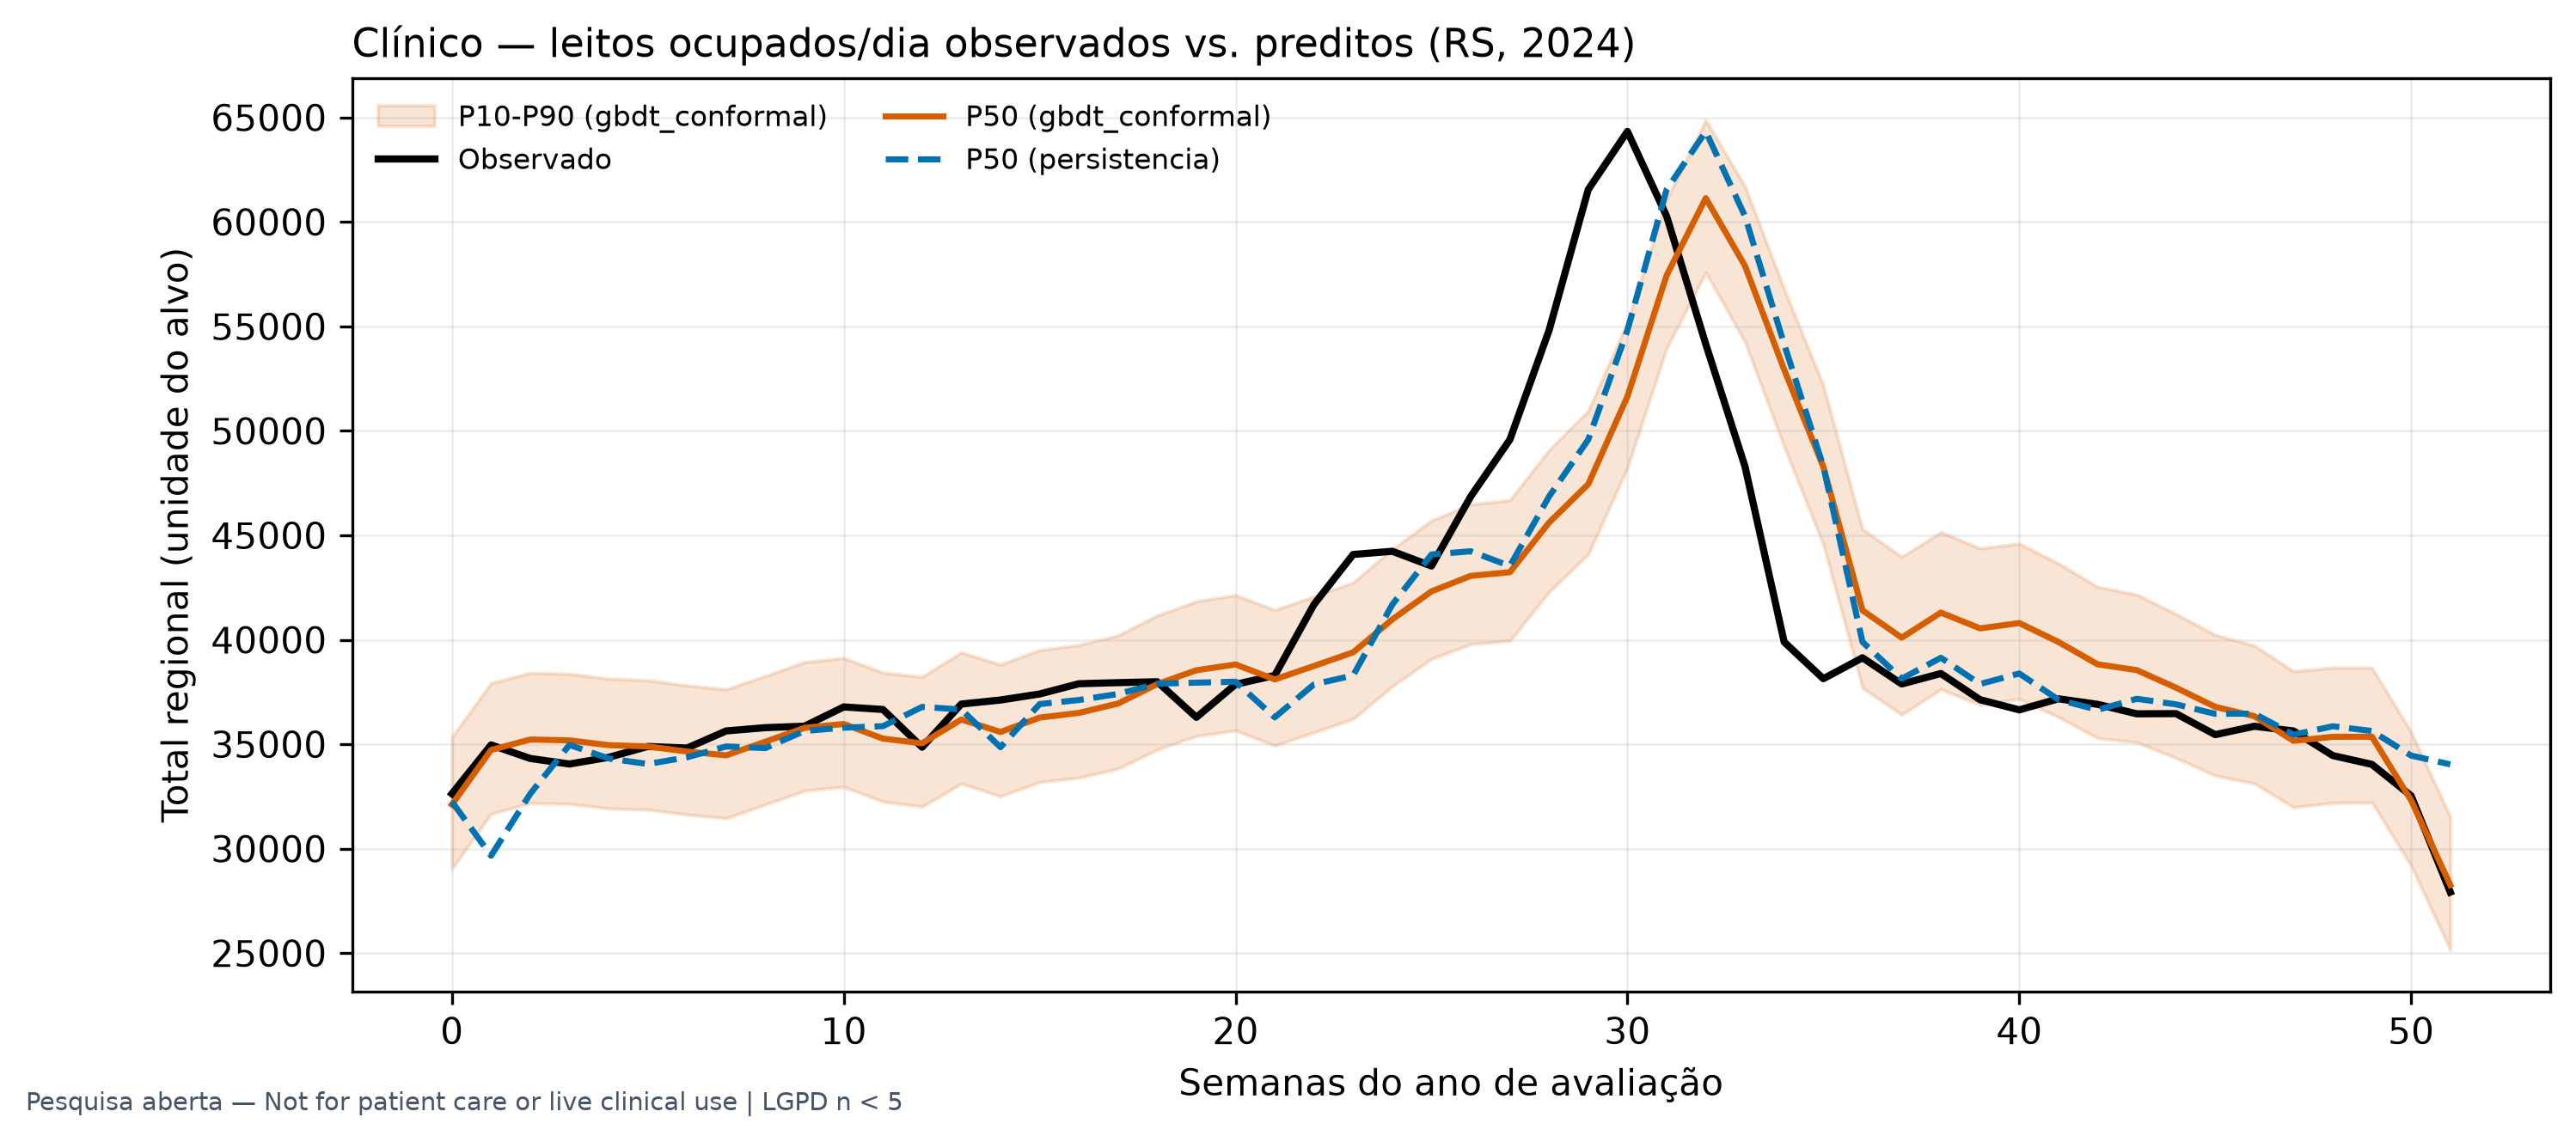 Clínico — leitos ocupados/dia observados vs. preditos (RS, 2024)
P10-P90 (gbdt_conformal)
Observado
P50 (gbdt_conformal)
P50 (persistencia)
Total regional (unidade do alvo)
65000
60000
55000
50000
45000
40000
35000
30000
25000
0 10 20 30 40 50
Semanas do ano de avaliação
Pesquisa aberta — Not for patient care or live clinical use | LGPD n < 5